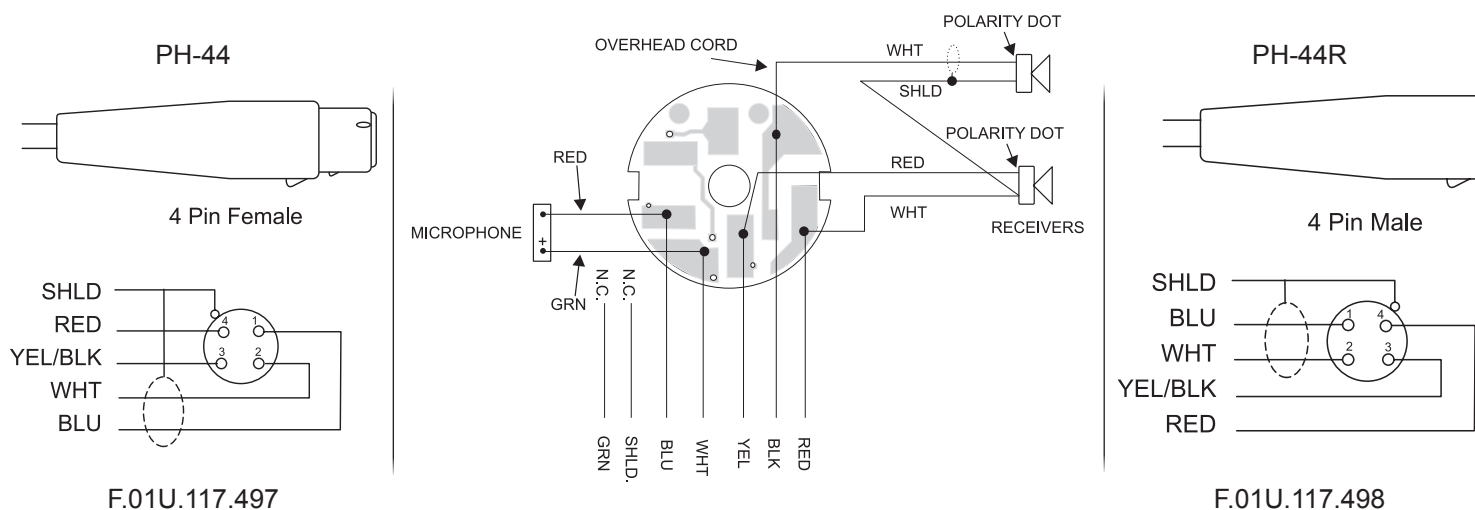 PH-44
4 Pin Female
SHLD
RED
YEL/BLK
WHT
BLU
4
1
3
2
F.01U.117.497
OVERHEAD CORD
WHT
POLARITY DOT
SHLD
POLARITY DOT
RED
RED
WHT
MICROPHONE
+
RECEIVERS
GRN
N.C.
N.C.
GRN
SHLD.
BLU
WHT
YEL
BLK
RED
PH-44R
4 Pin Male
SHLD
BLU
WHT
YEL/BLK
RED
1
4
2
3
F.01U.117.498